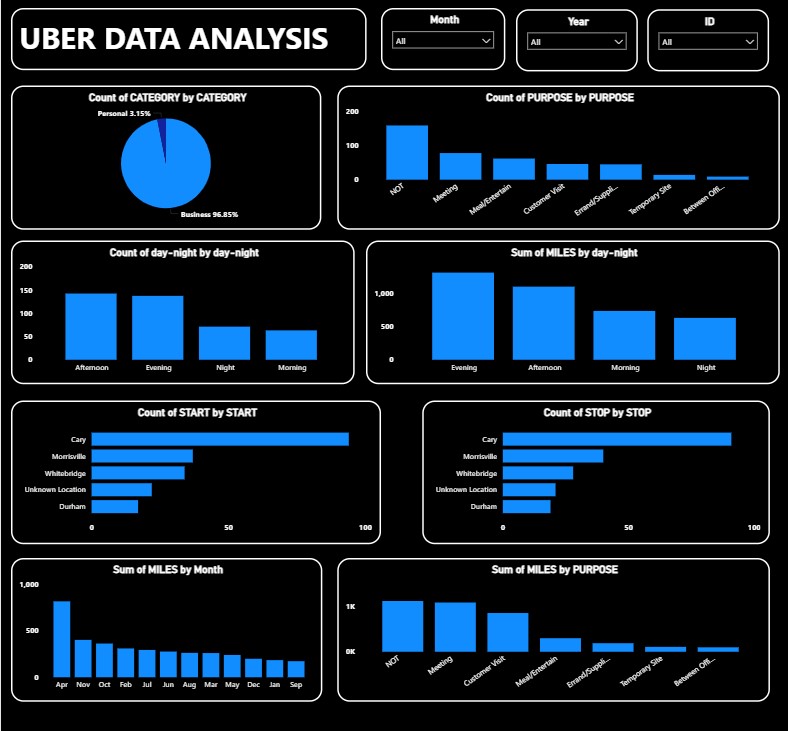 UBER DATA ANALYSIS
Month
All
Year
All
ID
All
Count of CATEGORY by CATEGORY
Personal 3.15%
Business 96.85%
Count of PURPOSE by PURPOSE
200
100
0
NOT
Meeting
Meal/Entertain
Customer Visit
Errand/Suppli...
Temporary Site
Between Offi...
Count of day-night by day-night
200
150
100
50
0
Afternoon
Evening
Night
Morning
Sum of MILES by day-night
1,000
500
0
Evening
Afternoon
Morning
Night
Count of START by START
Cary
Morrisville
Whitebridge
Unknown Location
Durham
0
50
100
Count of STOP by STOP
Cary
Morrisville
Whitebridge
Unknown Location
Durham
0
50
100
Sum of MILES by Month
1,000
500
0
Apr
Nov
Oct
Feb
Jul
Jun
Aug
Mar
May
Dec
Jan
Sep
Sum of MILES by PURPOSE
1K
0K
NOT
Meeting
Customer Visit
Meal/Entertain
Errand/Suppli...
Temporary Site
Between Offi...